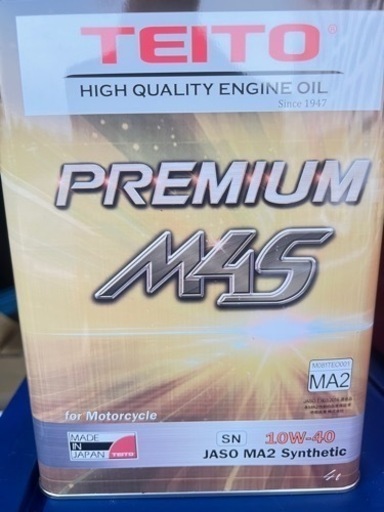 TEITO®
HIGH QUALITY ENGINE OIL
Since 1947
PREMIUM
M4S
MA2
for Motorcycle
MADE
IN
JAPAN
TEITO
SN 10W-40
JASO MA2 Synthetic